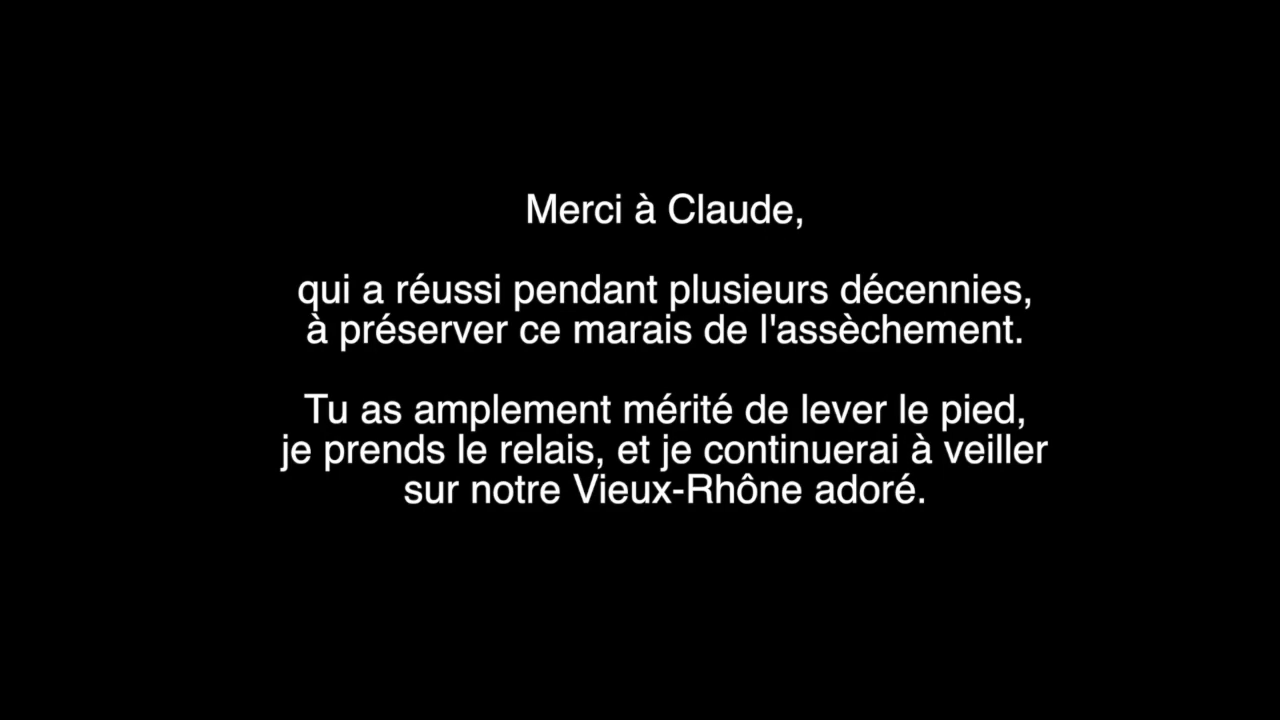 Merci à Claude,
qui a réussi pendant plusieurs décennies,
à préserver ce marais de l'assèchement.
Tu as amplement mérité de lever le pied,
je prends le relais, et je continuerai à veiller
sur notre Vieux-Rhône adoré.